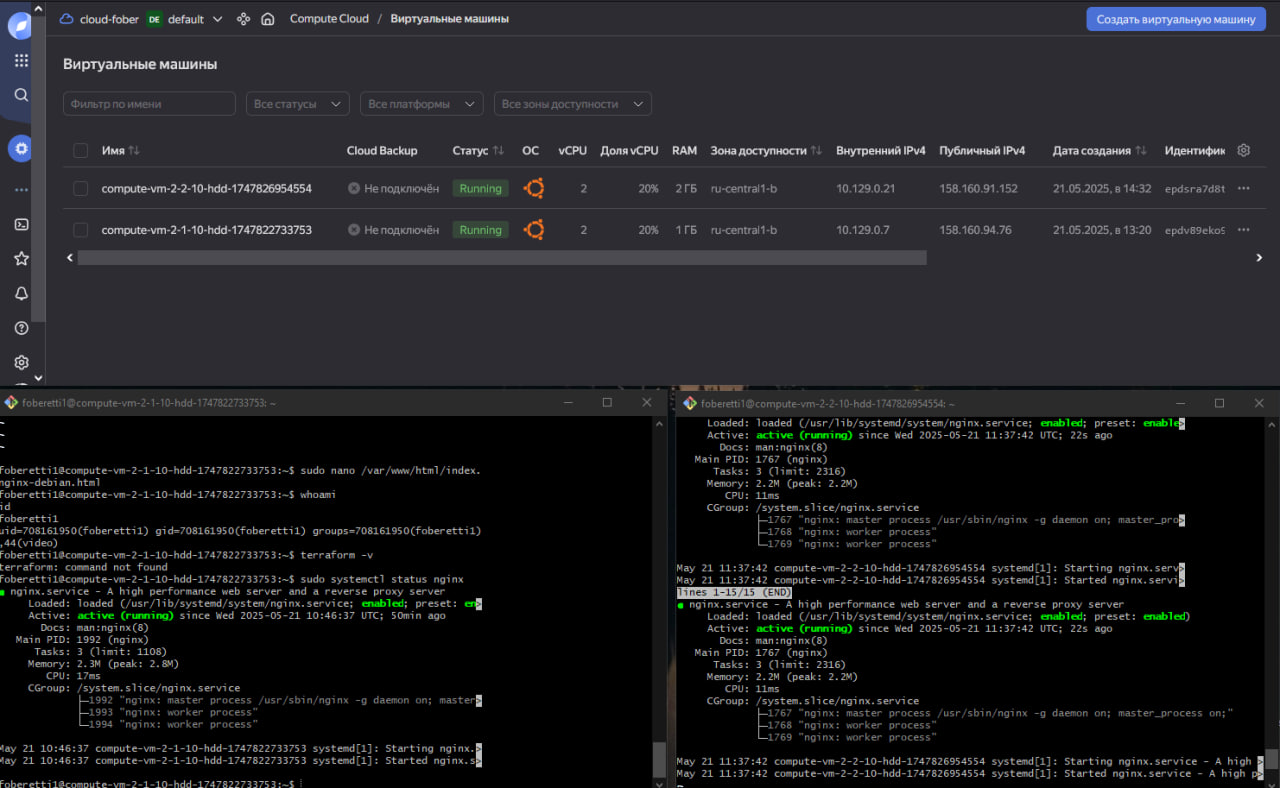 cloud-fober DE default Compute Cloud / Виртуальные машины Создать виртуальную машину
Виртуальные машины
Фильтр по имени Все статусы Все платформы Все зоны доступности
Имя Cloud Backup Статус ОС vCPU Доля vCPU RAM Зона доступности Внутренний IPv4 Публичный IPv4 Дата создания Идентифик
compute-vm-2-2-10-hdd-1747826954554 Не подключён Running 2 20% 2 ГБ ru-central1-b 10.129.0.21 158.160.91.152 21.05.2025, в 14:32 epdsra7d8t
compute-vm-2-1-10-hdd-1747822733753 Не подключён Running 2 20% 1 ГБ ru-central1-b 10.129.0.7 158.160.94.76 21.05.2025, в 13:20 epdv89eko9
foberetti1@compute-vm-2-1-10-hdd-1747822733753: ~
foberetti1@compute-vm-2-1-10-hdd-1747822733753:~$ sudo nano /var/www/html/index.
nginx-debian.html
foberetti1@compute-vm-2-1-10-hdd-1747822733753:~$ whoami
id
foberetti1
uid=708161950(foberetti1) gid=708161950(foberetti1) groups=708161950(foberetti1)
,44(video)
foberetti1@compute-vm-2-1-10-hdd-1747822733753:~$ terraform -v
terraform: command not found
foberetti1@compute-vm-2-1-10-hdd-1747822733753:~$ sudo systemctl status nginx
● nginx.service - A high performance web server and a reverse proxy server
Loaded: loaded (/usr/lib/systemd/system/nginx.service; enabled; preset: en>
Active: active (running) since Wed 2025-05-21 10:46:37 UTC; 50min ago
Docs: man:nginx(8)
Main PID: 1992 (nginx)
Tasks: 3 (limit: 1108)
Memory: 2.3M (peak: 2.8M)
CPU: 17ms
CGroup: /system.slice/nginx.service
├─1992 "nginx: master process /usr/sbin/nginx -g daemon on; master>
├─1993 "nginx: worker process"
└─1994 "nginx: worker process"
May 21 10:46:37 compute-vm-2-1-10-hdd-1747822733753 systemd[1]: Starting nginx.>
May 21 10:46:37 compute-vm-2-1-10-hdd-1747822733753 systemd[1]: Started nginx.s>
foberetti1@compute-vm-2-1-10-hdd-1747822733753:~$
foberetti1@compute-vm-2-2-10-hdd-1747826954554: ~
Loaded: loaded (/usr/lib/systemd/system/nginx.service; enabled; preset: enable>
Active: active (running) since Wed 2025-05-21 11:37:42 UTC; 22s ago
Docs: man:nginx(8)
Main PID: 1767 (nginx)
Tasks: 3 (limit: 2316)
Memory: 2.2M (peak: 2.2M)
CPU: 11ms
CGroup: /system.slice/nginx.service
├─1767 "nginx: master process /usr/sbin/nginx -g daemon on; master_pro>
├─1768 "nginx: worker process"
└─1769 "nginx: worker process"
May 21 11:37:42 compute-vm-2-2-10-hdd-1747826954554 systemd[1]: Starting nginx.serv>
May 21 11:37:42 compute-vm-2-2-10-hdd-1747826954554 systemd[1]: Started nginx.servi>
lines 1-15/15 (END)
● nginx.service - A high performance web server and a reverse proxy server
Loaded: loaded (/usr/lib/systemd/system/nginx.service; enabled; preset: enabled)
Active: active (running) since Wed 2025-05-21 11:37:42 UTC; 22s ago
Docs: man:nginx(8)
Main PID: 1767 (nginx)
Tasks: 3 (limit: 2316)
Memory: 2.2M (peak: 2.2M)
CPU: 11ms
CGroup: /system.slice/nginx.service
├─1767 "nginx: master process /usr/sbin/nginx -g daemon on; master_process on;"
├─1768 "nginx: worker process"
└─1769 "nginx: worker process"
May 21 11:37:42 compute-vm-2-2-10-hdd-1747826954554 systemd[1]: Starting nginx.service - A high >
May 21 11:37:42 compute-vm-2-2-10-hdd-1747826954554 systemd[1]: Started nginx.service - A high p>